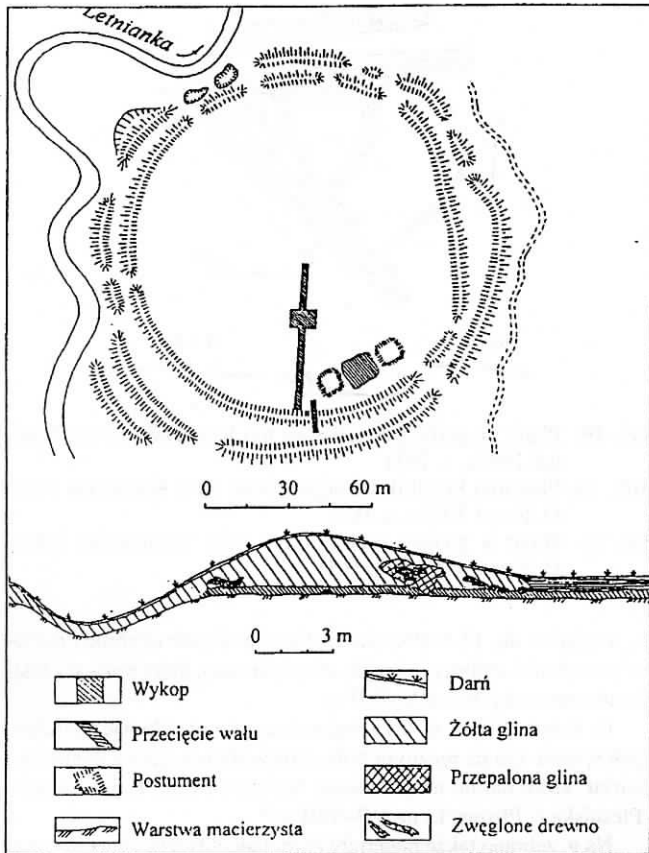 Letnianka
0 30 60 m
0 3 m
Wykop
Przecięcie wału
Postument
Warstwa macierzysta
Darń
Żółta glina
Przepalona glina
Zwęglone drewno